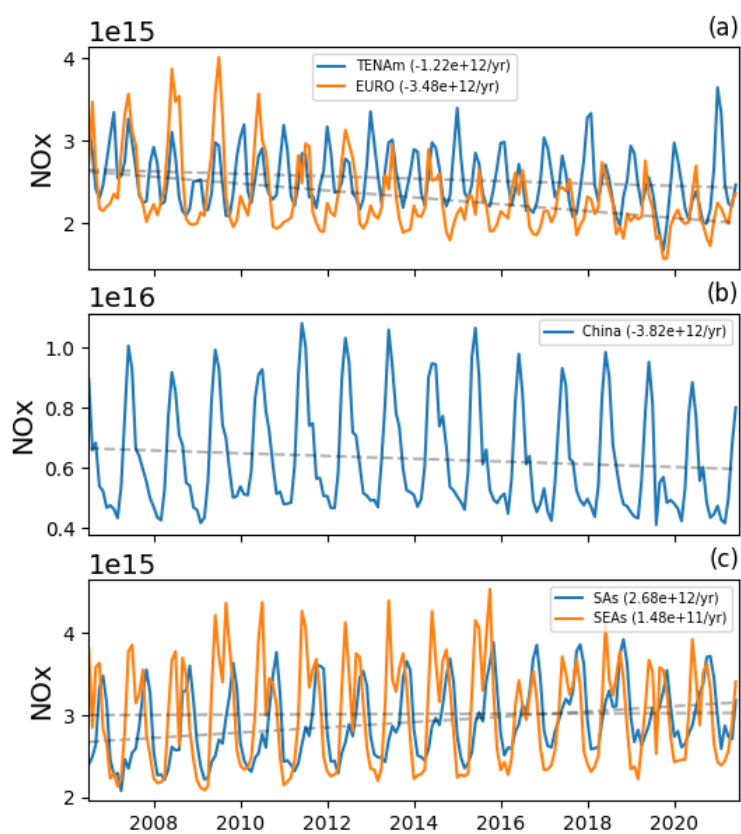 1e15
(a)
TENAm (-1.22e+12/yr)
EURO (-3.48e+12/yr)
4
3
2
NOx
1e16
(b)
China (-3.82e+12/yr)
1.0
0.8
0.6
0.4
NOx
1e15
(c)
SAs (2.68e+12/yr)
SEAs (1.48e+11/yr)
4
3
2
NOx
2008 2010 2012 2014 2016 2018 2020